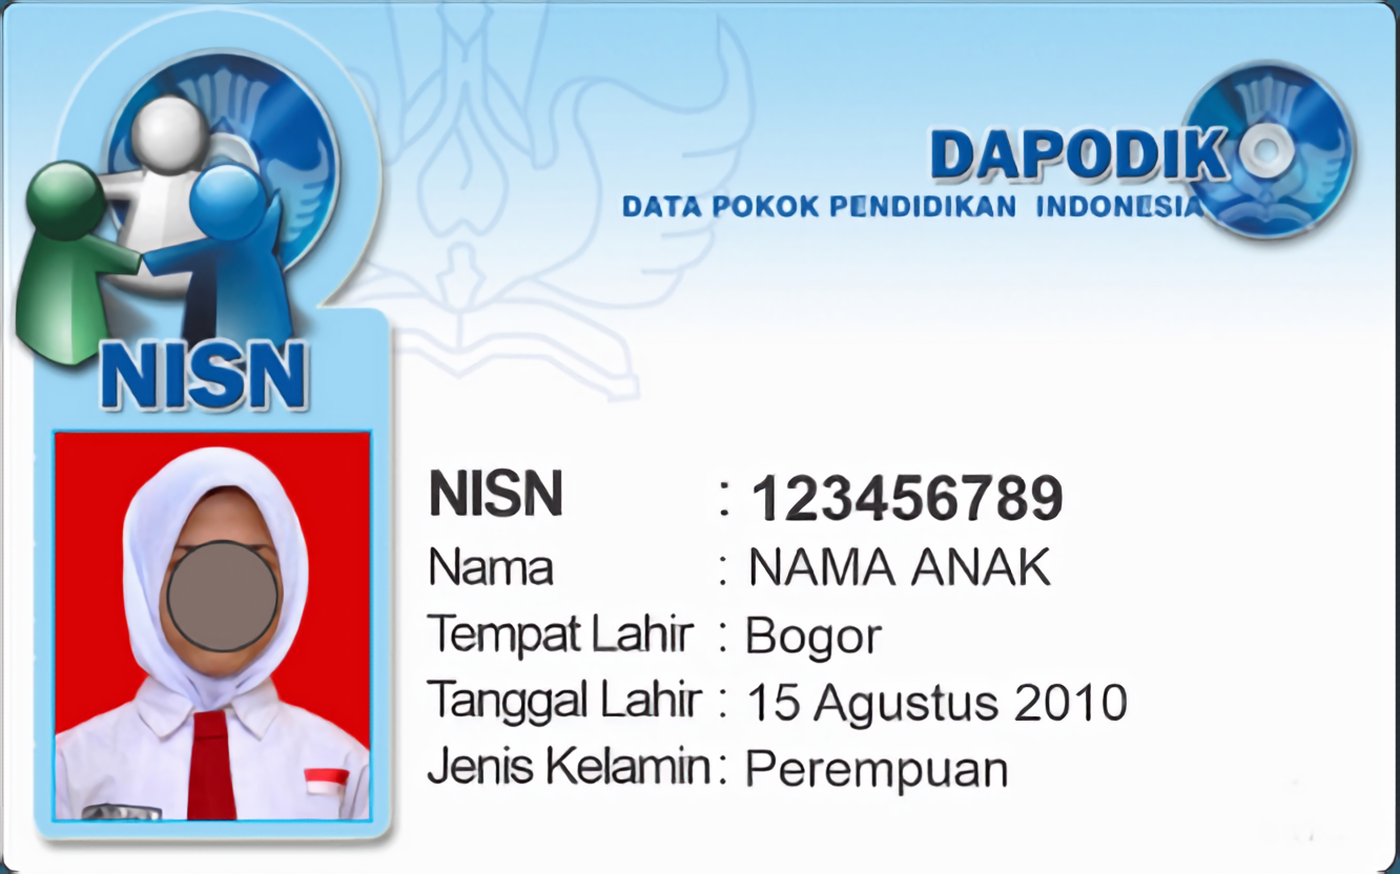 DAPODIK
DATA POKOK PENDIDIKAN INDONESIA
NISN
NISN : 123456789
Nama : NAMA ANAK
Tempat Lahir : Bogor
Tanggal Lahir : 15 Agustus 2010
Jenis Kelamin : Perempuan